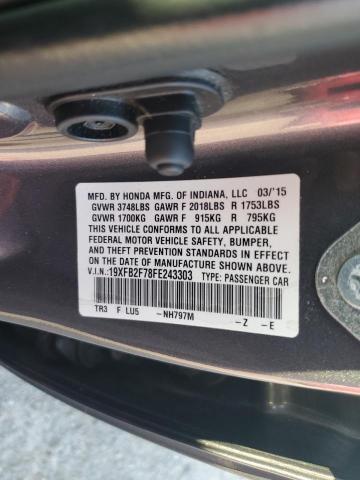 MFD. BY HONDA MFG. OF INDIANA, LLC 03/'15
GVWR 3748LBS GAWR F 2018LBS R 1753LBS
GVWR 1700KG GAWR F 915KG R 795KG
THIS VEHICLE CONFORMS TO ALL APPLICABLE
FEDERAL MOTOR VEHICLE SAFETY, BUMPER,
AND THEFT PREVENTION STANDARDS IN EFFECT
ON THE DATE OF MANUFACTURE SHOWN ABOVE.
V.I.N.:19XFB2F78FE243303 TYPE: PASSENGER CAR
TR3 F LU5 -NH797M -Z -E